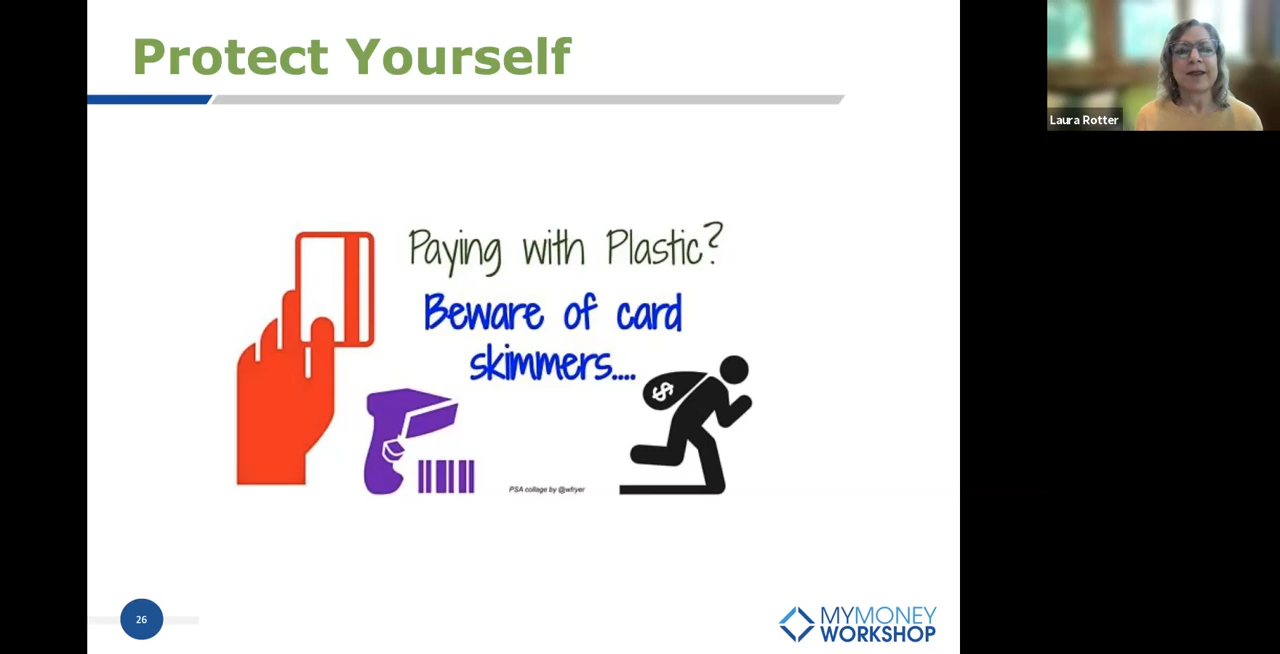 Protect Yourself
Laura Rotter
Paying with Plastic?
Beware of card
skimmers....
$
PSA collage by @wfryer
26
MYMONEY
WORKSHOP